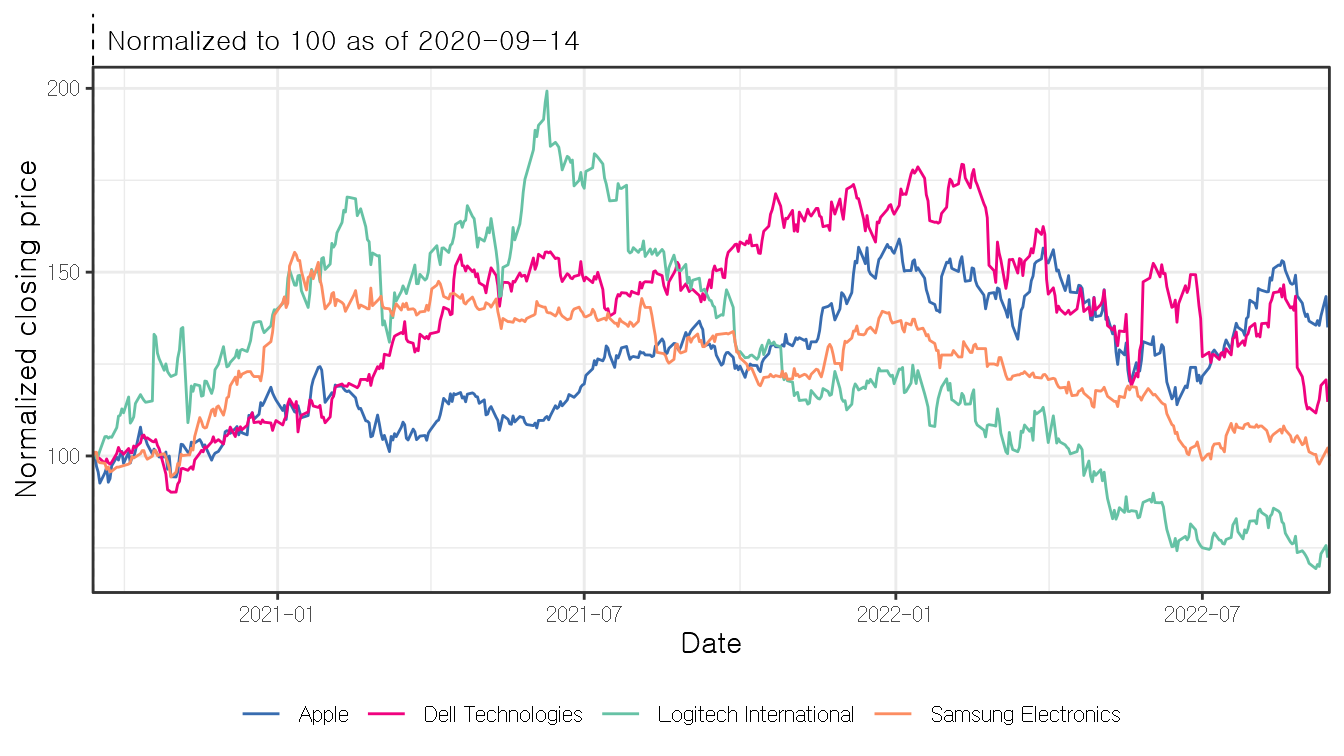 Normalized to 100 as of 2020-09-14
Normalized closing price
200
150
100
2021-01
2021-07
2022-01
2022-07
Date
Apple
Dell Technologies
Logitech International
Samsung Electronics